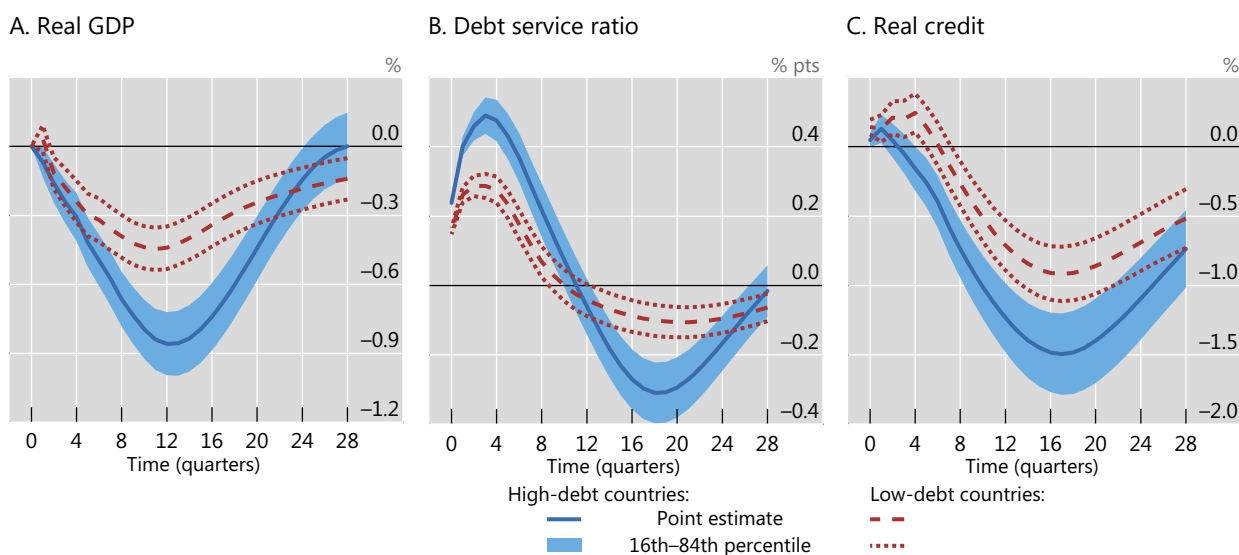 A. Real GDP
%
0.0
–0.3
–0.6
–0.9
–1.2
0 4 8 12 16 20 24 28
Time (quarters)
B. Debt service ratio
% pts
0.4
0.2
0.0
–0.2
–0.4
0 4 8 12 16 20 24 28
Time (quarters)
C. Real credit
%
0.0
–0.5
–1.0
–1.5
–2.0
0 4 8 12 16 20 24 28
Time (quarters)
High-debt countries: Low-debt countries:
Point estimate
16th–84th percentile